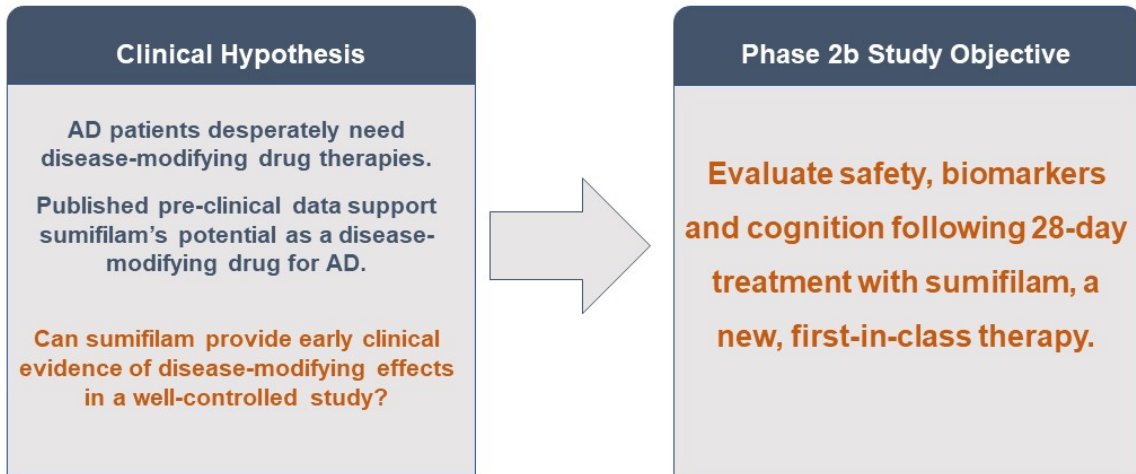 Clinical Hypothesis
AD patients desperately need
disease-modifying drug therapies.
Published pre-clinical data support
sumifilam's potential as a disease-
modifying drug for AD.
Can sumifilam provide early clinical
evidence of disease-modifying effects
in a well-controlled study?
Phase 2b Study Objective
Evaluate safety, biomarkers
and cognition following 28-day
treatment with sumifilam, a
new, first-in-class therapy.